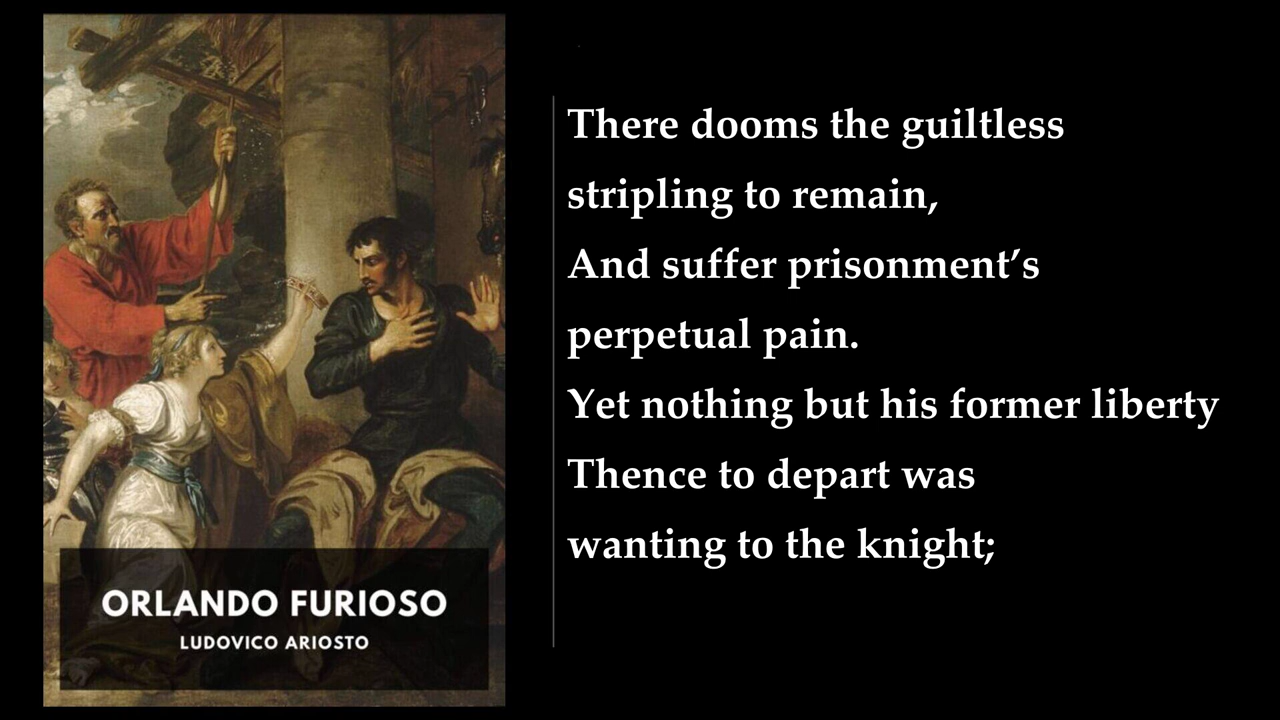 ORLANDO FURIOSO
LUDOVICO ARIOSTO
There dooms the guiltless
stripling to remain,
And suffer prisonment’s
perpetual pain.
Yet nothing but his former liberty
Thence to depart was
wanting to the knight;